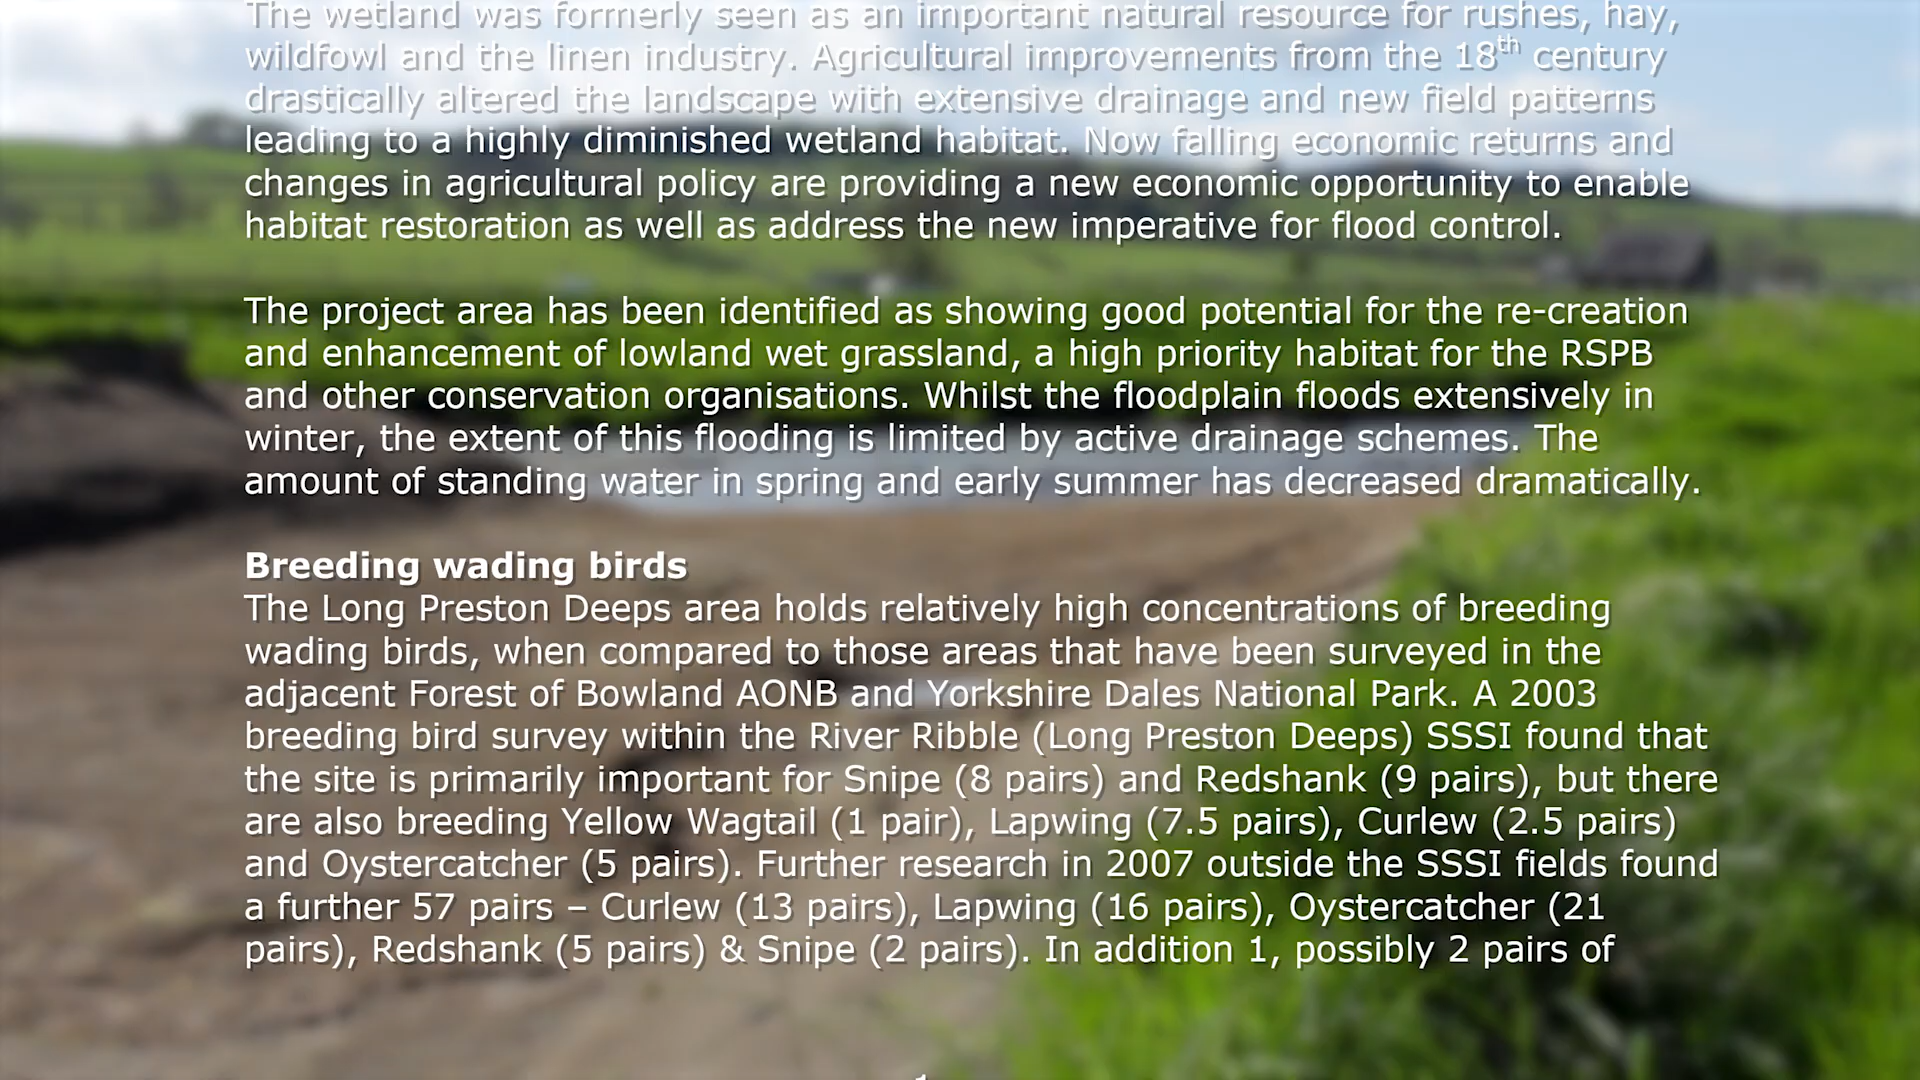 The wetland was formerly seen as an important natural resource for rushes, hay,
wildfowl and the linen industry. Agricultural improvements from the 18th century
drastically altered the landscape with extensive drainage and new field patterns
leading to a highly diminished wetland habitat. Now falling economic returns and
changes in agricultural policy are providing a new economic opportunity to enable
habitat restoration as well as address the new imperative for flood control.
The project area has been identified as showing good potential for the re-creation
and enhancement of lowland wet grassland, a high priority habitat for the RSPB
and other conservation organisations. Whilst the floodplain floods extensively in
winter, the extent of this flooding is limited by active drainage schemes. The
amount of standing water in spring and early summer has decreased dramatically.
Breeding wading birds
The Long Preston Deeps area holds relatively high concentrations of breeding
wading birds, when compared to those areas that have been surveyed in the
adjacent Forest of Bowland AONB and Yorkshire Dales National Park. A 2003
breeding bird survey within the River Ribble (Long Preston Deeps) SSSI found that
the site is primarily important for Snipe (8 pairs) and Redshank (9 pairs), but there
are also breeding Yellow Wagtail (1 pair), Lapwing (7.5 pairs), Curlew (2.5 pairs)
and Oystercatcher (5 pairs). Further research in 2007 outside the SSSI fields found
a further 57 pairs – Curlew (13 pairs), Lapwing (16 pairs), Oystercatcher (21
pairs), Redshank (5 pairs) & Snipe (2 pairs). In addition 1, possibly 2 pairs of